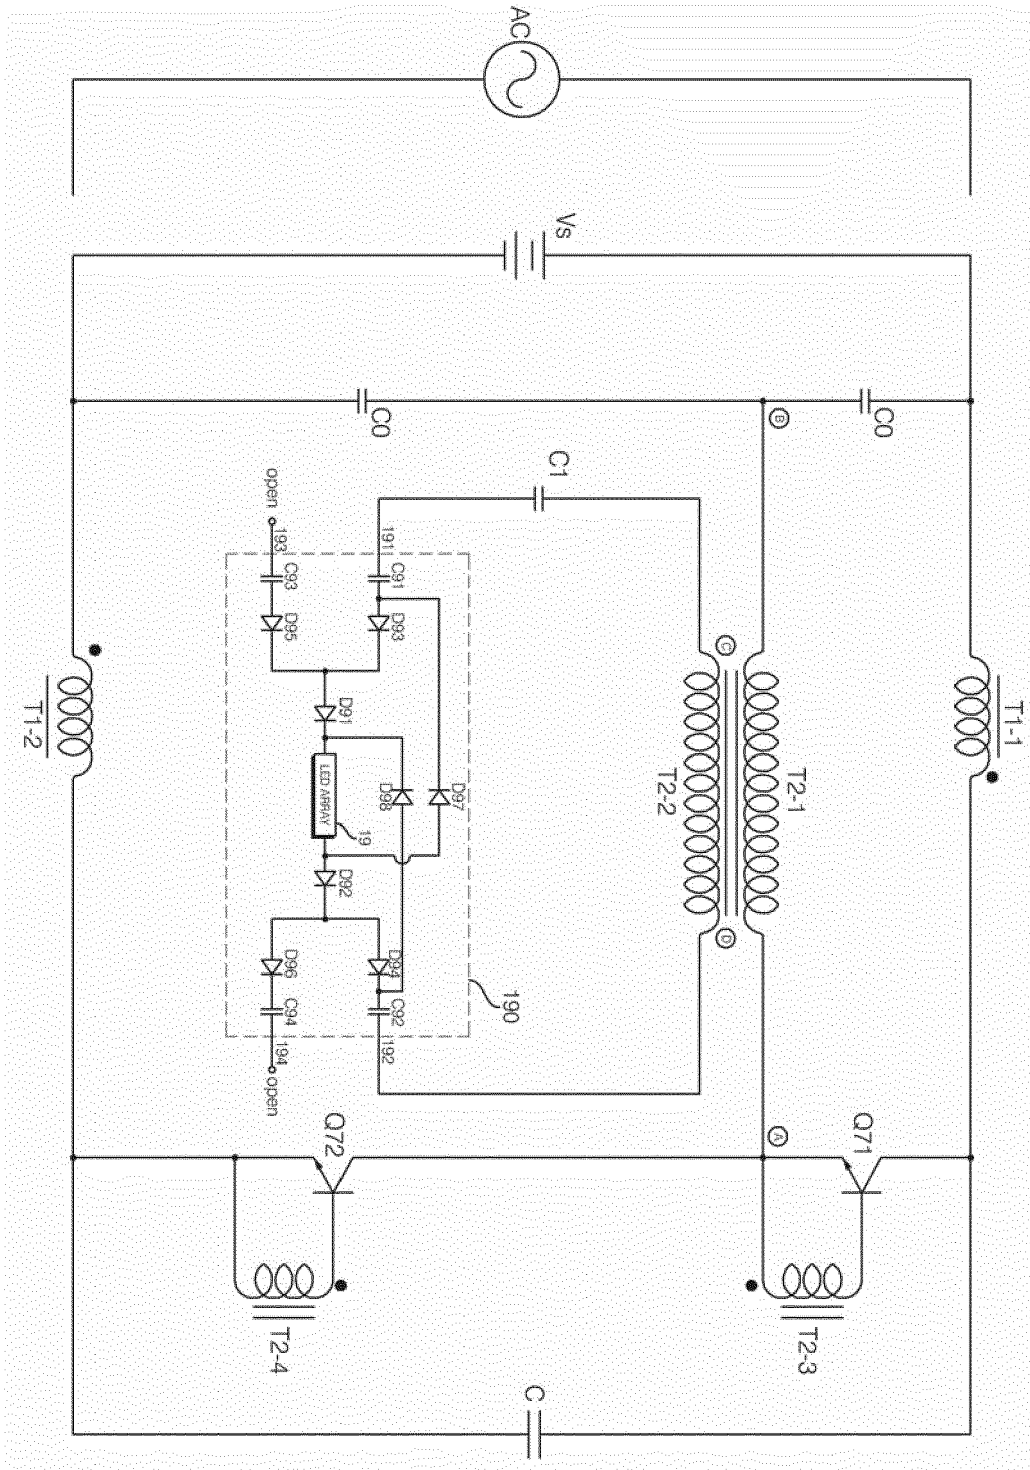 AC
Vs
C0
C0
B
C1
open
193
191
C93
C91
D95
D93
T1-2
T1-1
C
D91
T2-2
T2-1
LED ARRAY
D98
D97
19
D92
D
D96
D94
C94
C92
190
194
192
open
A
Q72
Q71
T2-4
T2-3
C